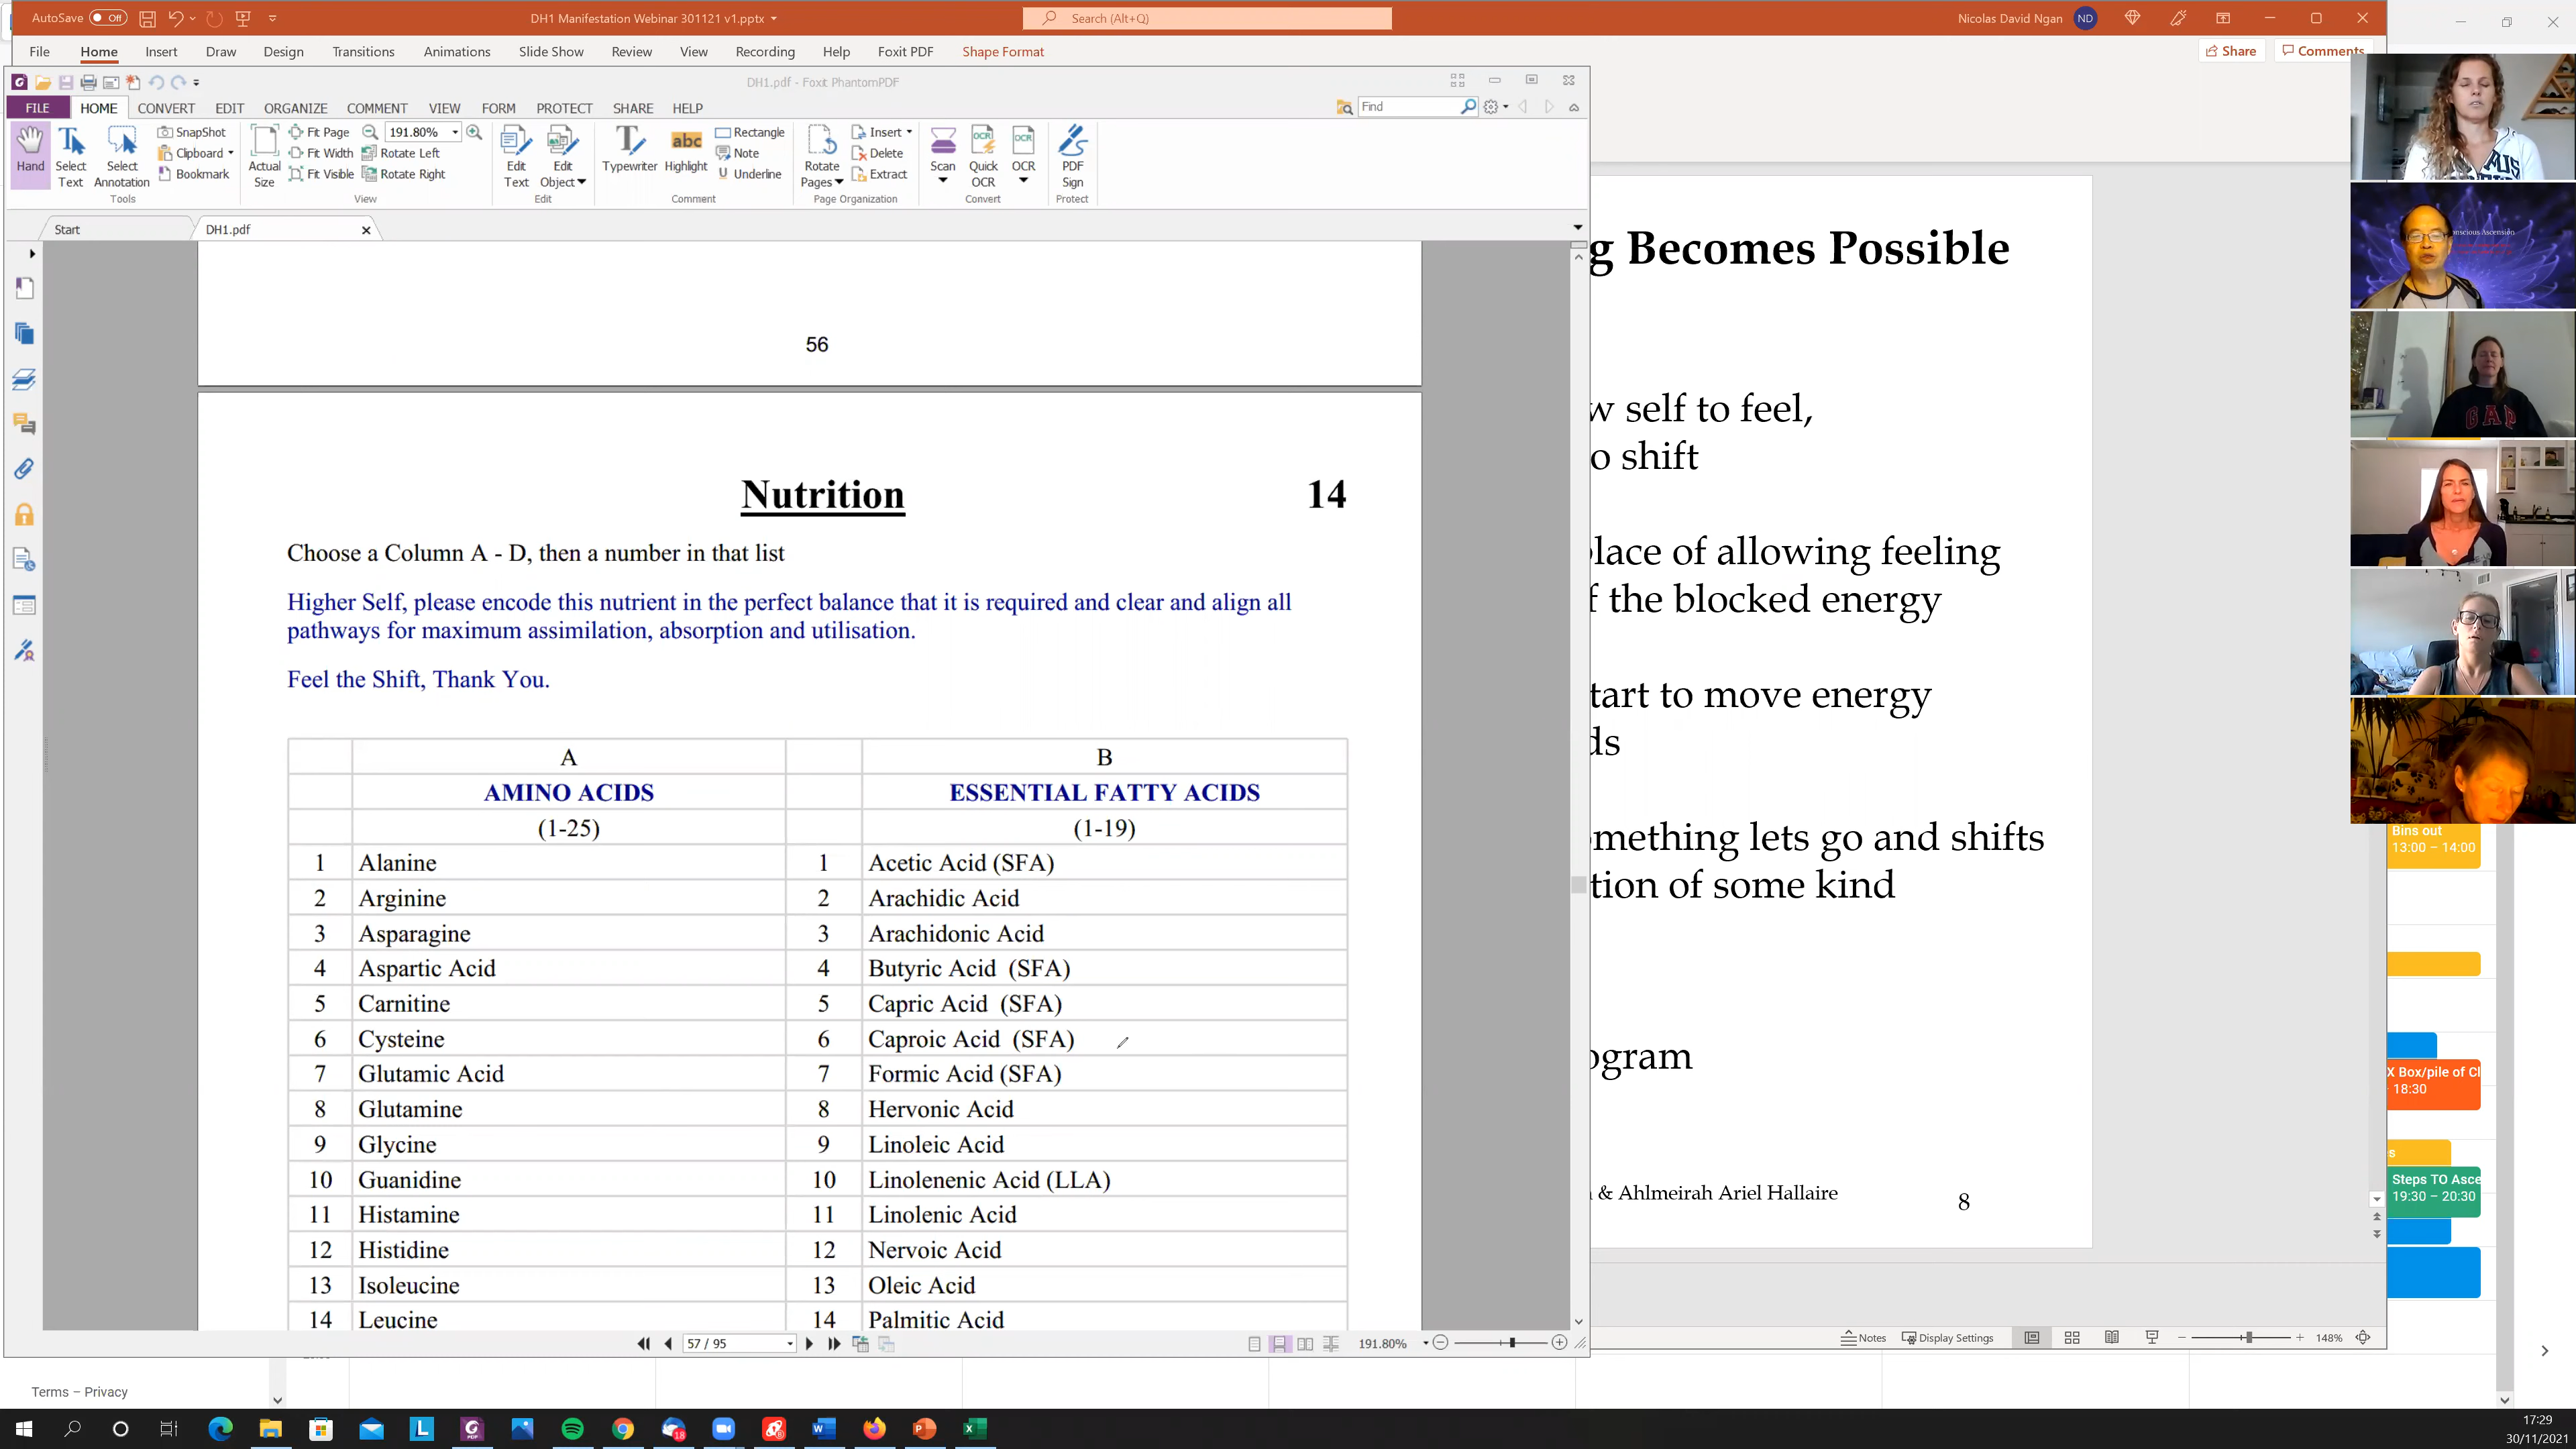 AutoSave Off
DH1 Manifestation Webinar 301121 v1.pptx
Search (Alt+Q)
Nicolas David Ngan ND
File Home Insert Draw Design Transitions Animations Slide Show Review View Recording Help Foxit PDF Shape Format
Share Comments
DH1.pdf - Foxit PhantomPDF
FILE HOME CONVERT EDIT ORGANIZE COMMENT VIEW FORM PROTECT SHARE HELP
Find
Hand
Select Text
Select Annotation
SnapShot
Clipboard
Bookmark
Tools
Actual Size
Fit Page
Fit Width
Fit Visible
191.80%
Rotate Left
Rotate Right
View
Edit Text
Edit Object
Edit
Typewriter
Highlight
Rectangle
Note
Underline
Comment
Rotate Pages
Insert
Delete
Extract
Page Organization
Scan
Quick OCR
OCR
Convert
PDF Sign
Protect
Start
DH1.pdf
56
Nutrition 14
Choose a Column A - D, then a number in that list
Higher Self, please encode this nutrient in the perfect balance that it is required and clear and align all
pathways for maximum assimilation, absorption and utilisation.
Feel the Shift, Thank You.
A B
AMINO ACIDS ESSENTIAL FATTY ACIDS
(1-25) (1-19)
1 Alanine 1 Acetic Acid (SFA)
2 Arginine 2 Arachidic Acid
3 Asparagine 3 Arachidonic Acid
4 Aspartic Acid 4 Butyric Acid (SFA)
5 Carnitine 5 Capric Acid (SFA)
6 Cysteine 6 Caproic Acid (SFA)
7 Glutamic Acid 7 Formic Acid (SFA)
8 Glutamine 8 Hervonic Acid
9 Glycine 9 Linoleic Acid
10 Guanidine 10 Linolenenic Acid (LLA)
11 Histamine 11 Linolenic Acid
12 Histidine 12 Nervoic Acid
13 Isoleucine 13 Oleic Acid
14 Leucine 14 Palmitic Acid
57 / 95
191.80%
g Becomes Possible
w self to feel,
o shift
place of allowing feeling
f the blocked energy
tart to move energy
ds
omething lets go and shifts
tion of some kind
ogram
& Ahlmeirah Ariel Hallaire
8
Notes Display Settings 148%
nscious Ascension
GAP
Bins out
13:00 – 14:00
X Box/pile of Cl
18:30
s
Steps TO Asce
19:30 – 20:30
Terms – Privacy
18
17:29
30/11/2021